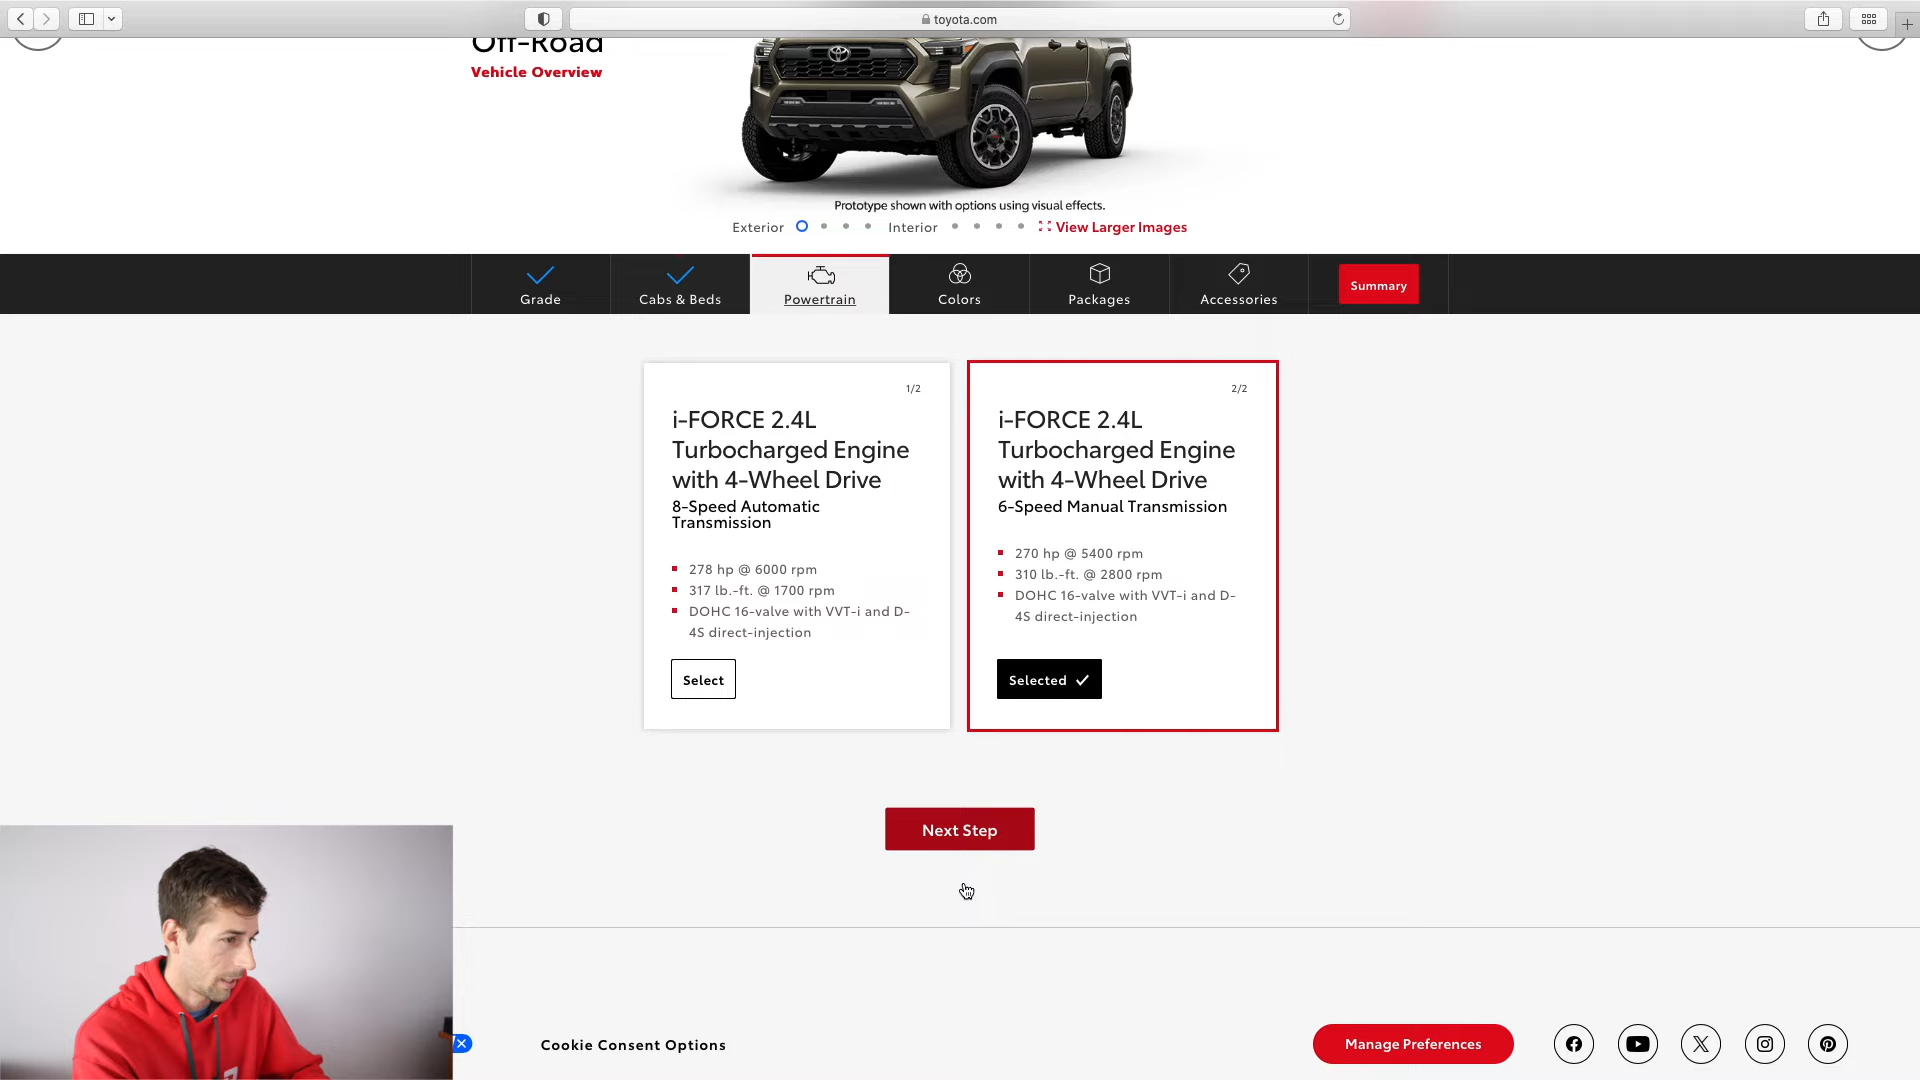 toyota.com
Off-Road
Vehicle Overview
Prototype shown with options using visual effects.
Exterior Interior View Larger Images
Grade Cabs & Beds Powertrain Colors Packages Accessories Summary
1/2
i-FORCE 2.4L
Turbocharged Engine
with 4-Wheel Drive
8-Speed Automatic
Transmission
278 hp @ 6000 rpm
317 lb.-ft. @ 1700 rpm
DOHC 16-valve with VVT-i and D-
4S direct-injection
Select
2/2
i-FORCE 2.4L
Turbocharged Engine
with 4-Wheel Drive
6-Speed Manual Transmission
270 hp @ 5400 rpm
310 lb.-ft. @ 2800 rpm
DOHC 16-valve with VVT-i and D-
4S direct-injection
Selected
Next Step
Cookie Consent Options
Manage Preferences